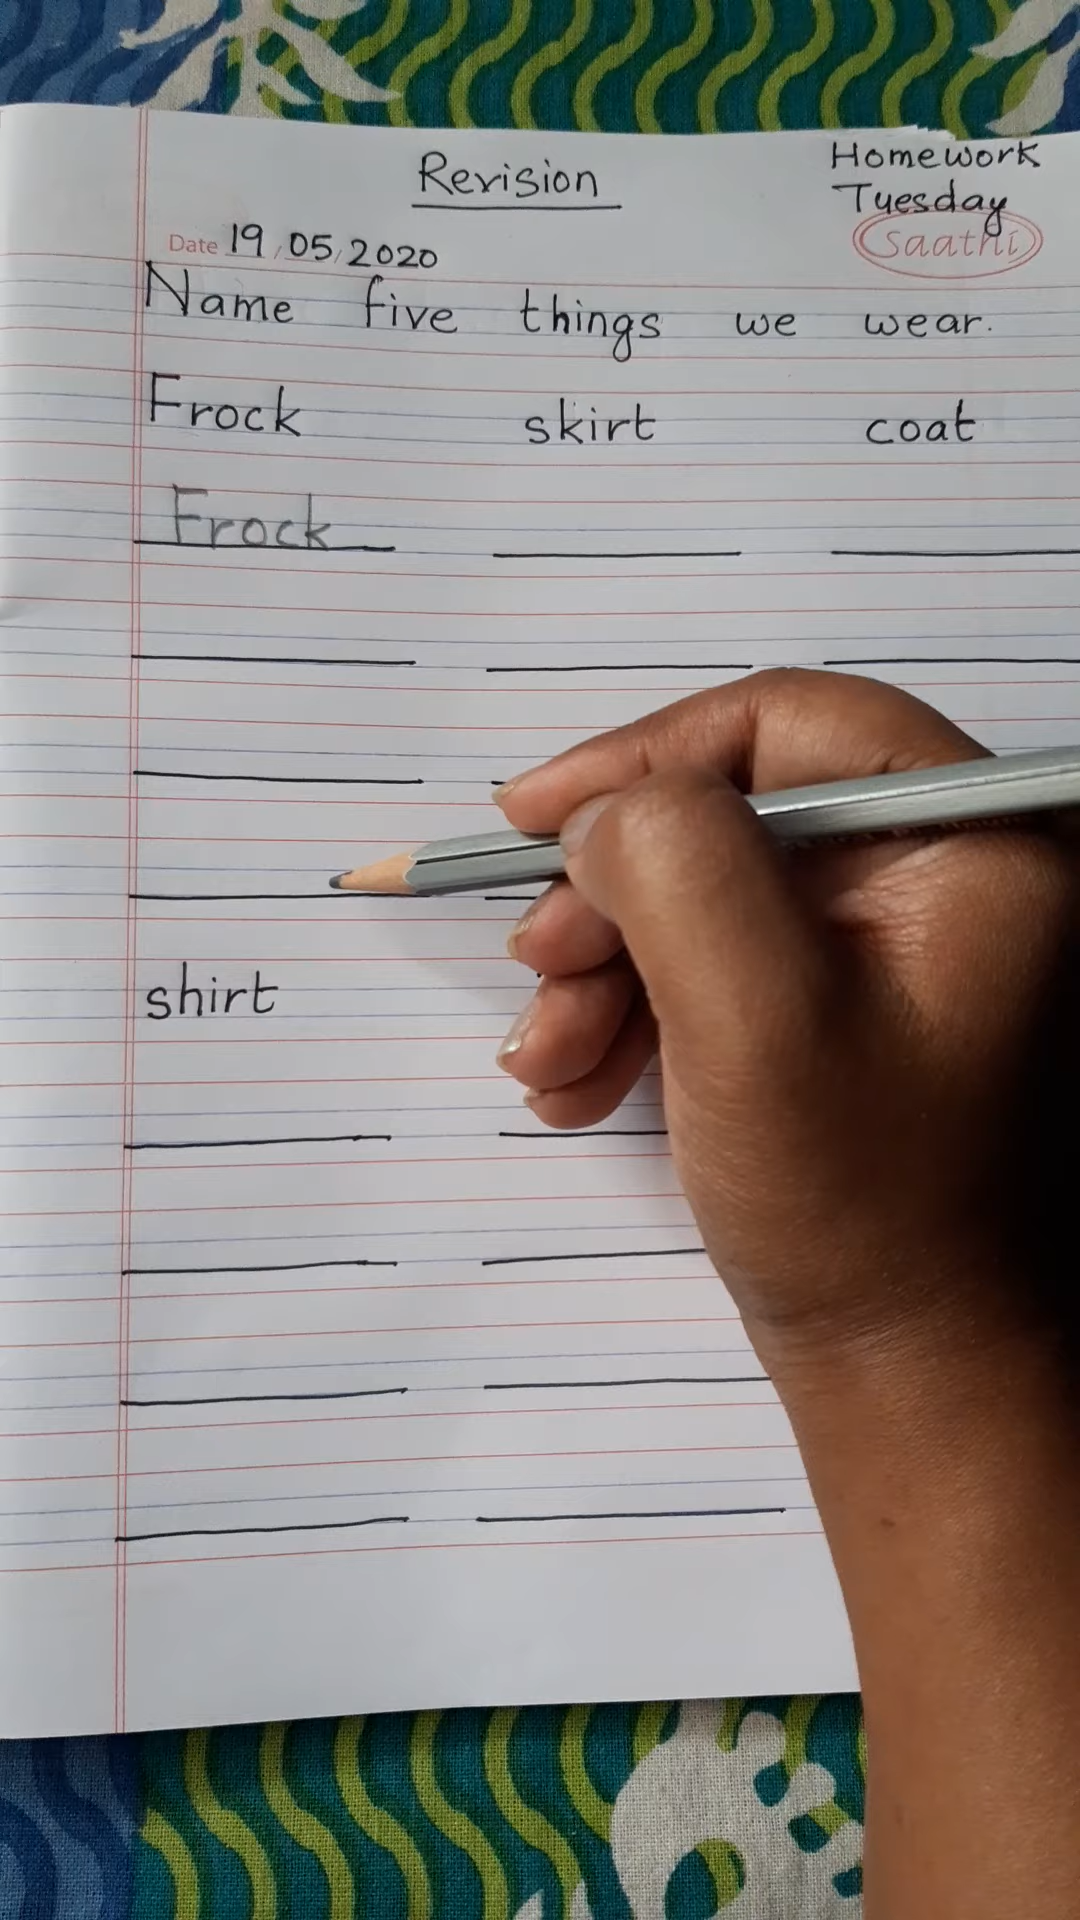 Revision
Homework
Tuesday
saathi
Date 19/05/2020
Name five things we wear.
Frock skirt coat
Frock
shirt